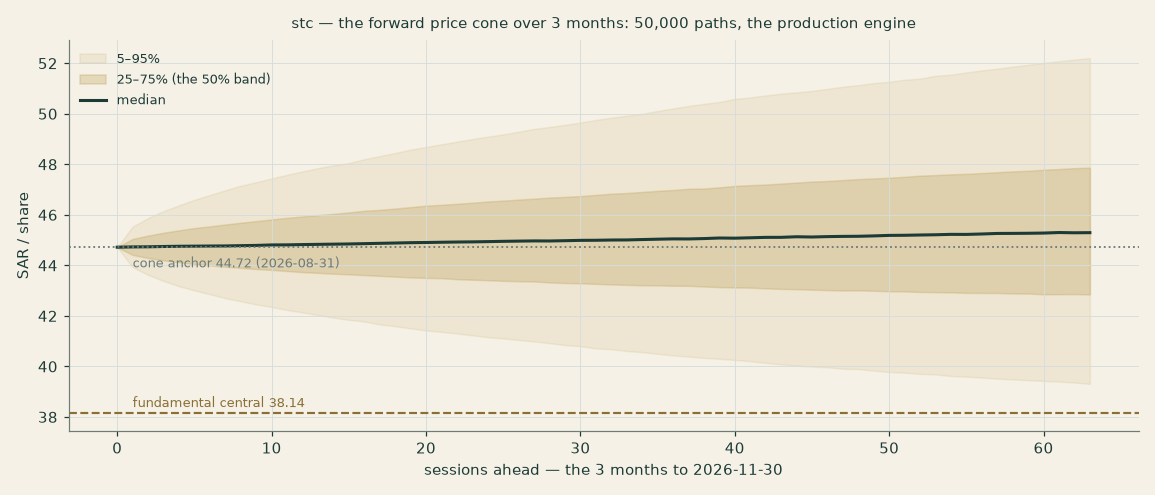 stc — the forward price cone over 3 months: 50,000 paths, the production engine
5–95%
25–75% (the 50% band)
median
52
50
48
46
44
42
40
38
SAR / share
cone anchor 44.72 (2026-08-31)
fundamental central 38.14
0 10 20 30 40 50 60
sessions ahead — the 3 months to 2026-11-30